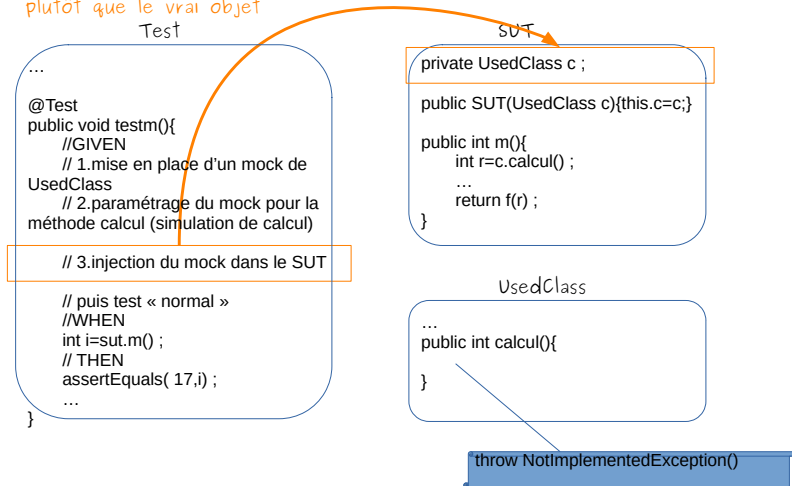 plutôt que le vrai objet
Test
…
@Test
public void testm(){
//GIVEN
// 1.mise en place d'un mock de
UsedClass
// 2.paramétrage du mock pour la
méthode calcul (simulation de calcul)
// 3.injection du mock dans le SUT
// puis test « normal »
//WHEN
int i=sut.m() ;
// THEN
assertEquals( 17,i) ;
…
}
SUT
private UsedClass c ;
public SUT(UsedClass c){this.c=c;}
public int m(){
int r=c.calcul() ;
…
return f(r) ;
}
UsedClass
…
public int calcul(){
}
throw NotImplementedException()